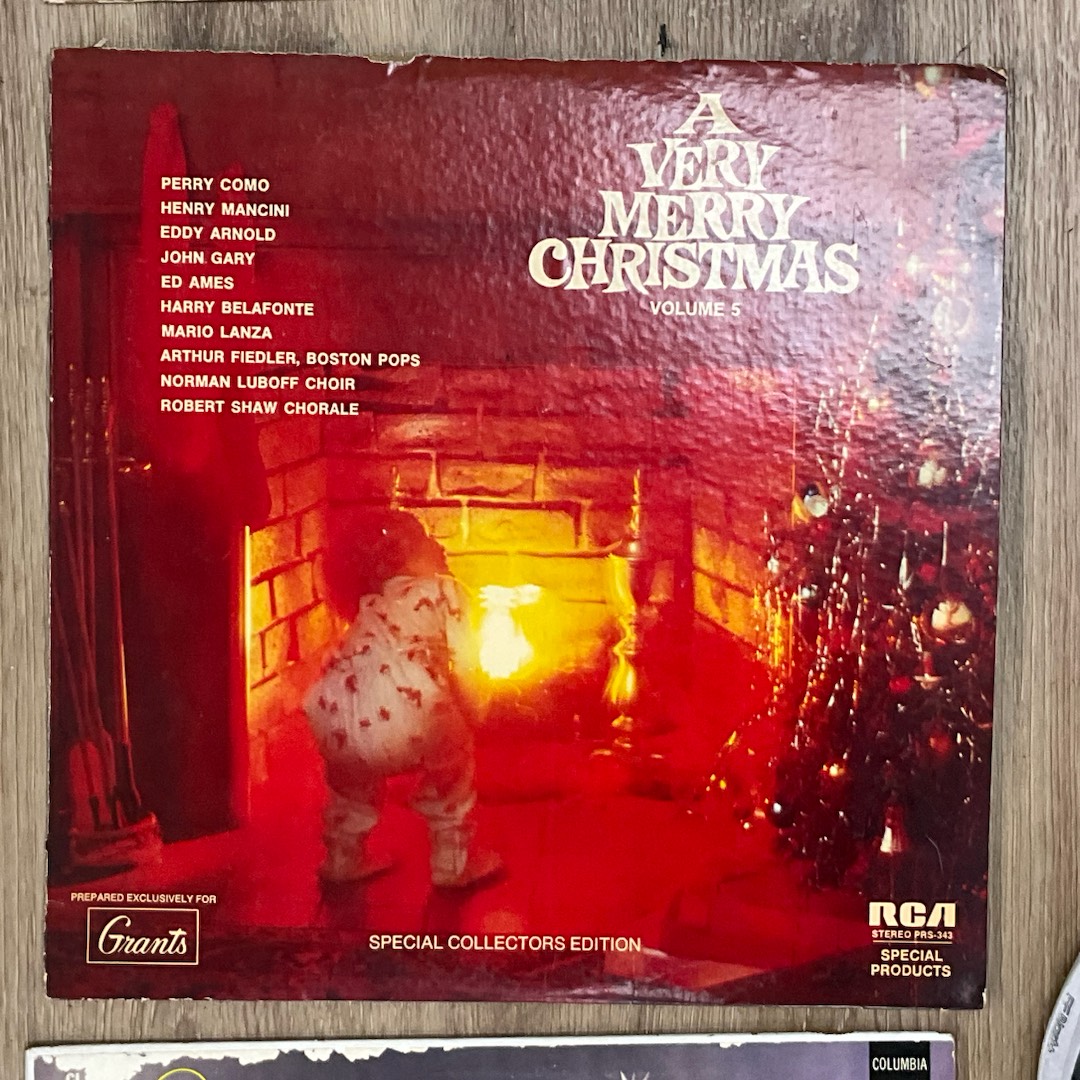 A
VERY
MERRY
CHRISTMAS
VOLUME 5
PERRY COMO
HENRY MANCINI
EDDY ARNOLD
JOHN GARY
ED AMES
HARRY BELAFONTE
MARIO LANZA
ARTHUR FIEDLER, BOSTON POPS
NORMAN LUBOFF CHOIR
ROBERT SHAW CHORALE
PREPARED EXCLUSIVELY FOR
Grants
SPECIAL COLLECTORS EDITION
RCA
STEREO PRS-343
SPECIAL
PRODUCTS
COLUMBIA